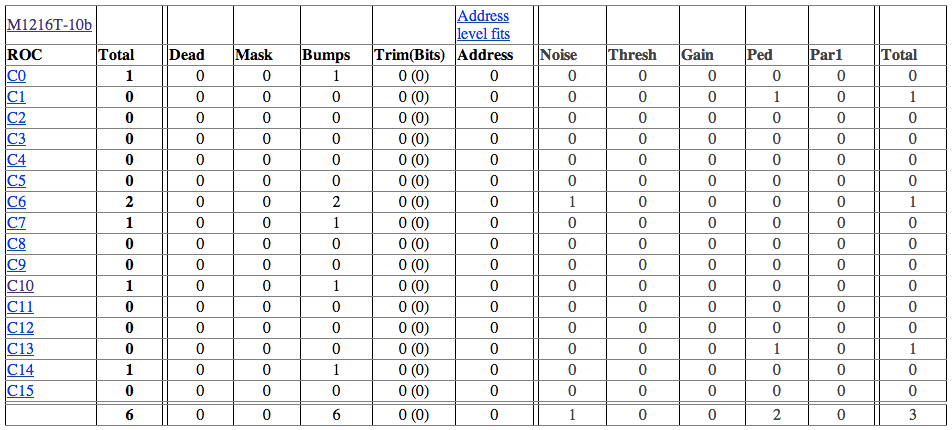 M1216T-10b Address
level fits
ROC Total Dead Mask Bumps Trim(Bits) Address Noise Thresh Gain Ped Par1 Total
C0 1 0 0 1 0 (0) 0 0 0 0 0 0 0
C1 0 0 0 0 0 (0) 0 0 0 0 1 0 1
C2 0 0 0 0 0 (0) 0 0 0 0 0 0 0
C3 0 0 0 0 0 (0) 0 0 0 0 0 0 0
C4 0 0 0 0 0 (0) 0 0 0 0 0 0 0
C5 0 0 0 0 0 (0) 0 0 0 0 0 0 0
C6 2 0 0 2 0 (0) 0 1 0 0 0 0 1
C7 1 0 0 1 0 (0) 0 0 0 0 0 0 0
C8 0 0 0 0 0 (0) 0 0 0 0 0 0 0
C9 0 0 0 0 0 (0) 0 0 0 0 0 0 0
C10 1 0 0 1 0 (0) 0 0 0 0 0 0 0
C11 0 0 0 0 0 (0) 0 0 0 0 0 0 0
C12 0 0 0 0 0 (0) 0 0 0 0 0 0 0
C13 0 0 0 0 0 (0) 0 0 0 0 1 0 1
C14 1 0 0 1 0 (0) 0 0 0 0 0 0 0
C15 0 0 0 0 0 (0) 0 0 0 0 0 0 0
6 0 0 6 0 (0) 0 1 0 0 2 0 3